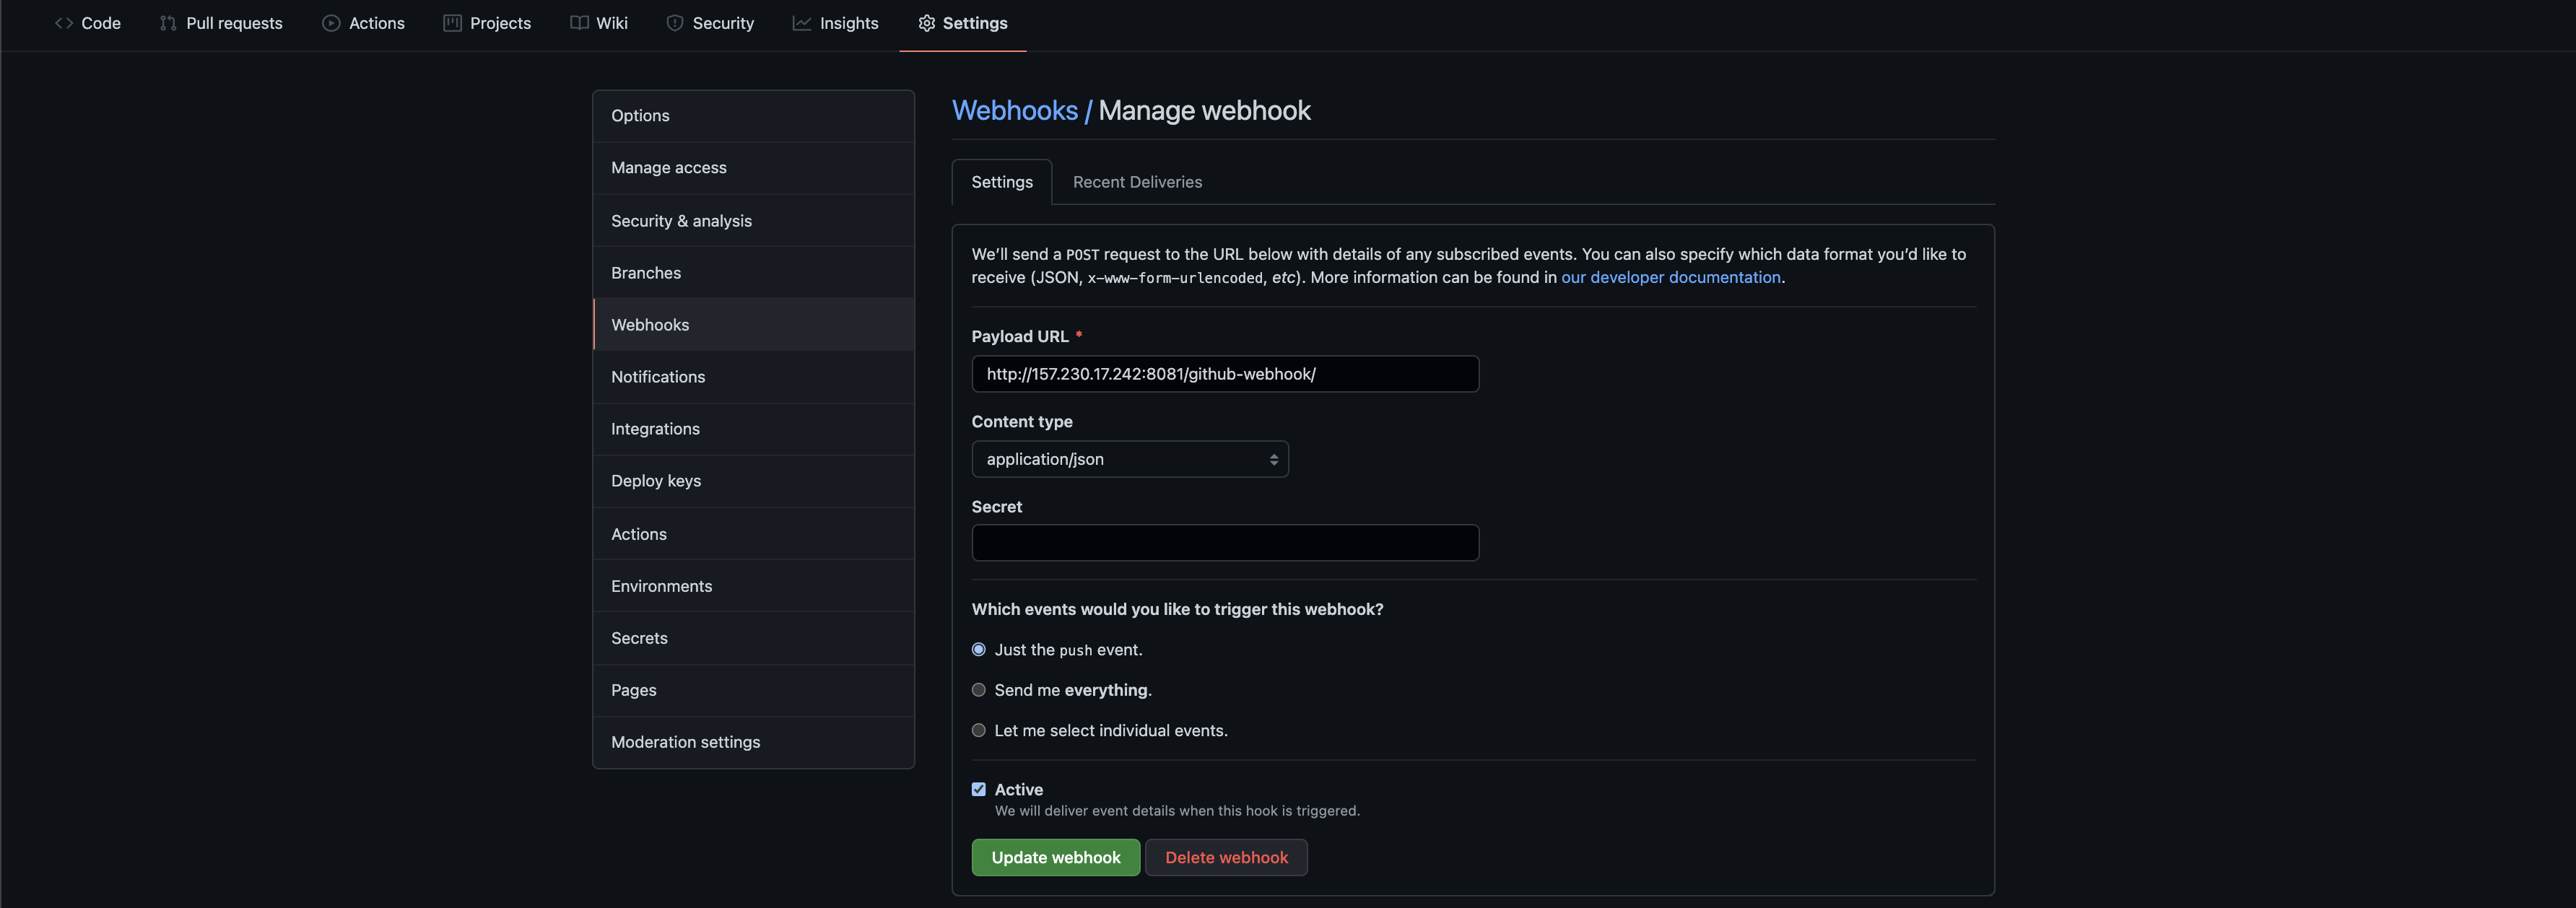 Code Pull requests Actions Projects Wiki Security Insights Settings
Options
Manage access
Security & analysis
Branches
Webhooks
Notifications
Integrations
Deploy keys
Actions
Environments
Secrets
Pages
Moderation settings
Webhooks / Manage webhook
Settings Recent Deliveries
We’ll send a POST request to the URL below with details of any subscribed events. You can also specify which data format you’d like to
receive (JSON, x-www-form-urlencoded, etc). More information can be found in our developer documentation.
Payload URL *
http://157.230.17.242:8081/github-webhook/
Content type
application/json
Secret
Which events would you like to trigger this webhook?
Just the push event.
Send me everything.
Let me select individual events.
Active
We will deliver event details when this hook is triggered.
Update webhook Delete webhook